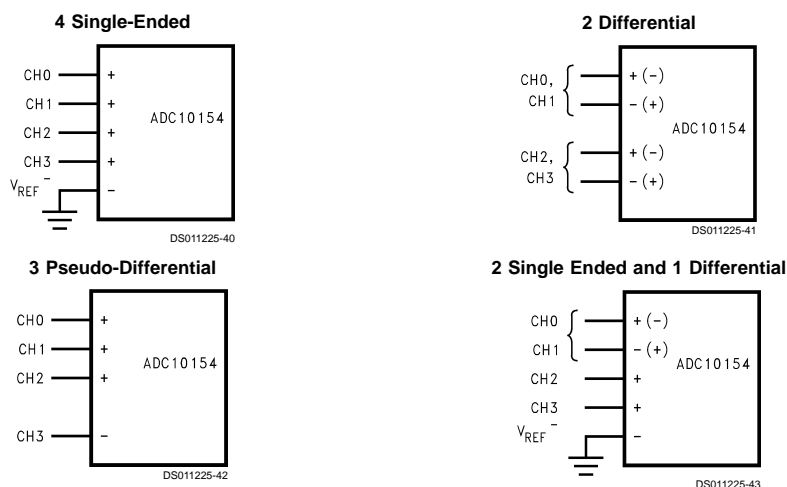 4 Single-Ended
CH0
CH1
CH2
CH3
VREF−
+
+
+
+
−
ADC10154
DS011225-40
2 Differential
CH0,
CH1
CH2,
CH3
+(−)
−(+)
+(−)
−(+)
ADC10154
DS011225-41
3 Pseudo-Differential
CH0
CH1
CH2
CH3
+
+
+
−
ADC10154
DS011225-42
2 Single Ended and 1 Differential
CH0
CH1
CH2
CH3
VREF−
+(−)
−(+)
+
+
−
ADC10154
DS011225-43